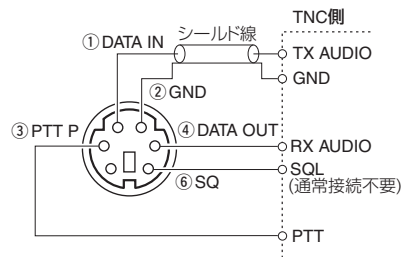 TNC側
シールド線
①DATA IN
TX AUDIO
②GND
GND
③PTT P
④DATA OUT
RX AUDIO
⑥SQ
SQL
(通常接続不要)
PTT